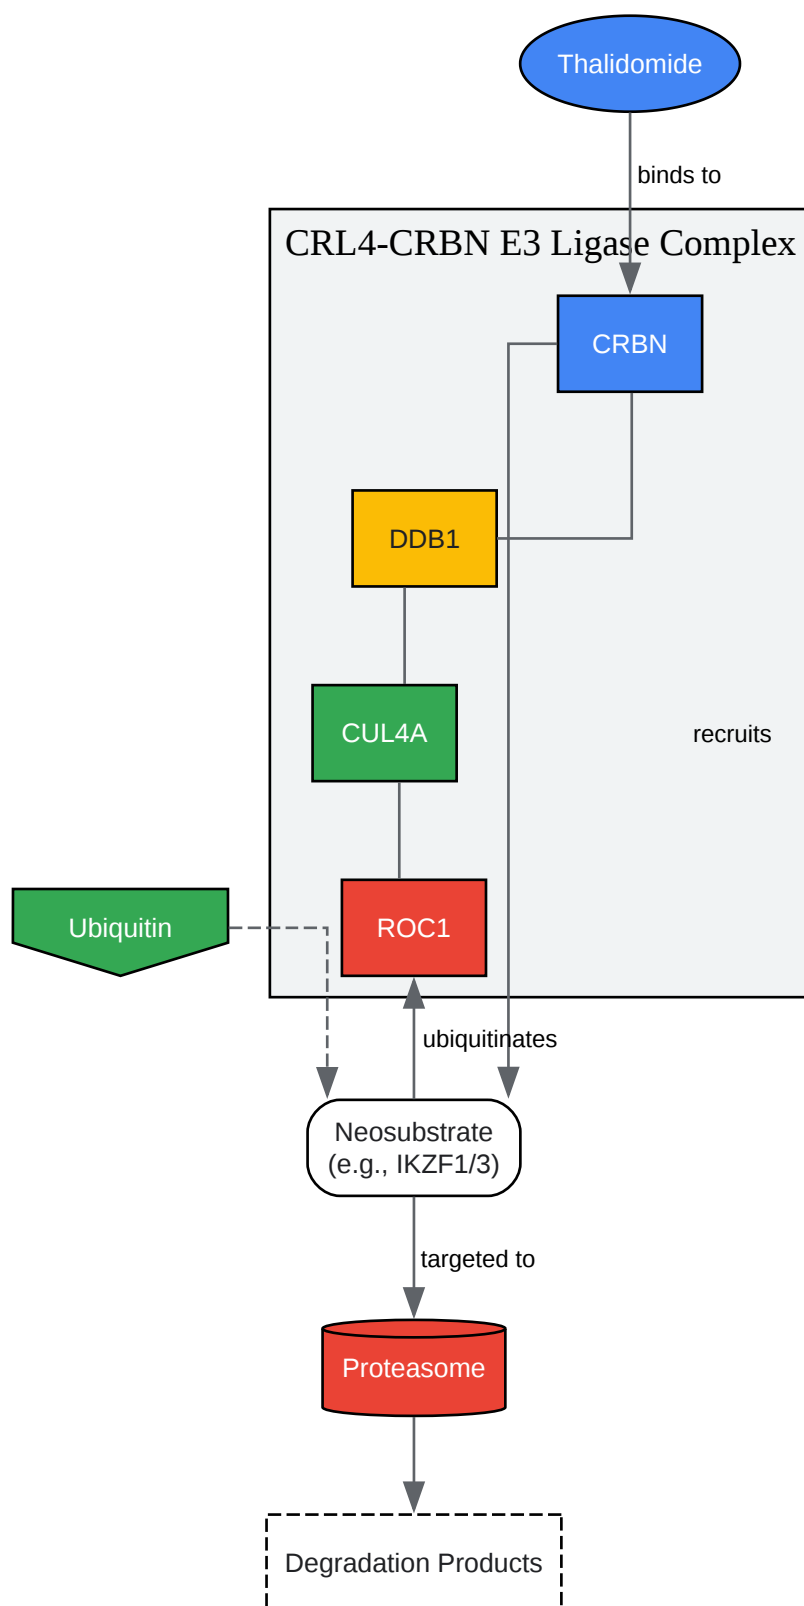 Thalidomide
binds to
CRL4-CRBN E3 Ligase Complex
CRBN
DDB1
CUL4A
recruits
Ubiquitin
ROC1
ubiquitinates
Neosubstrate
(e.g., IKZF1/3)
targeted to
Proteasome
Degradation Products